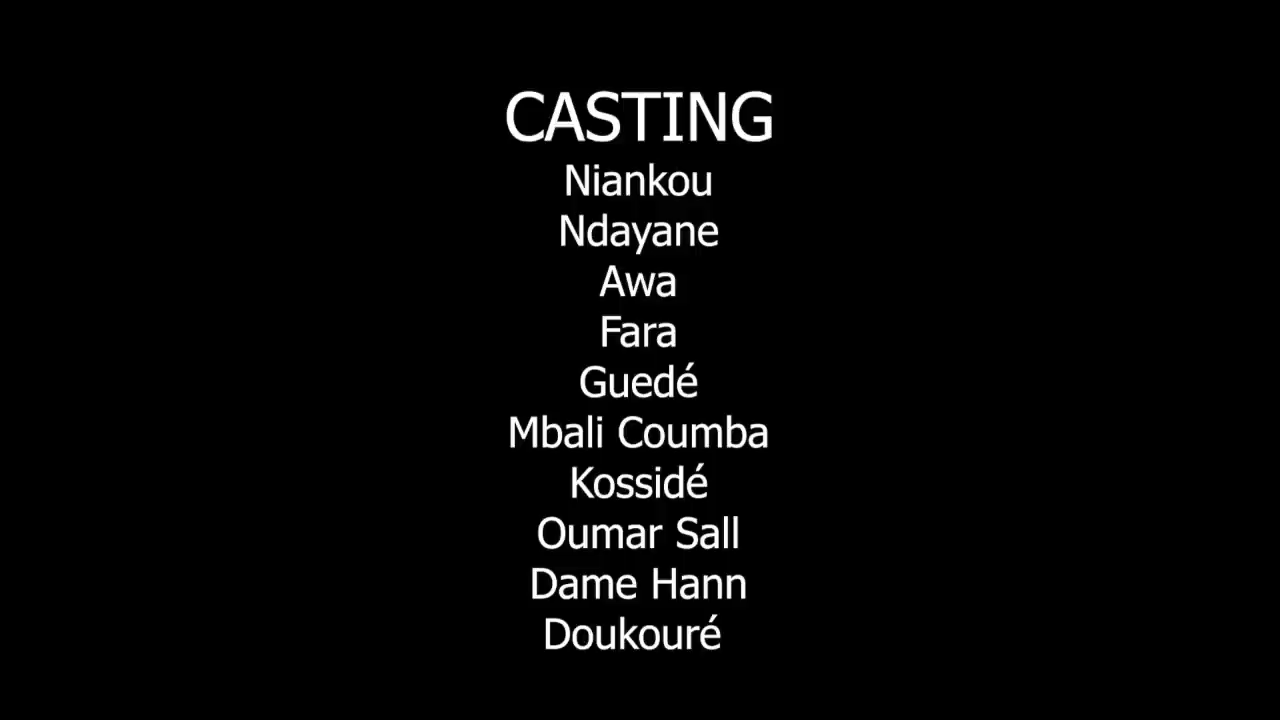 CASTING
Niankou
Ndayane
Awa
Fara
Guedé
Mbali Coumba
Kossidé
Oumar Sall
Dame Hann
Doukouré